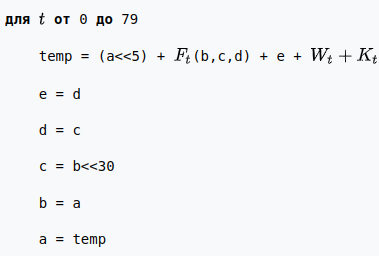 для t от 0 до 79
temp = (a<<5) + Fₜ(b,c,d) + e + Wₜ + Kₜ
e = d
d = c
c = b<<30
b = a
a = temp